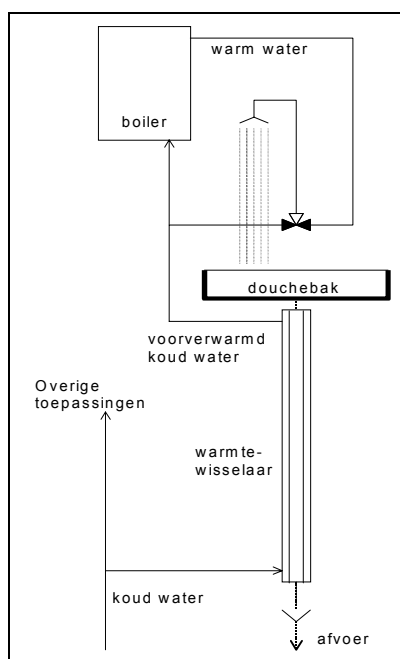 warm water
boiler
douchebak
voorverwarmd
koud water
Overige
toepassingen
warmte-
wisselaar
koud water
afvoer